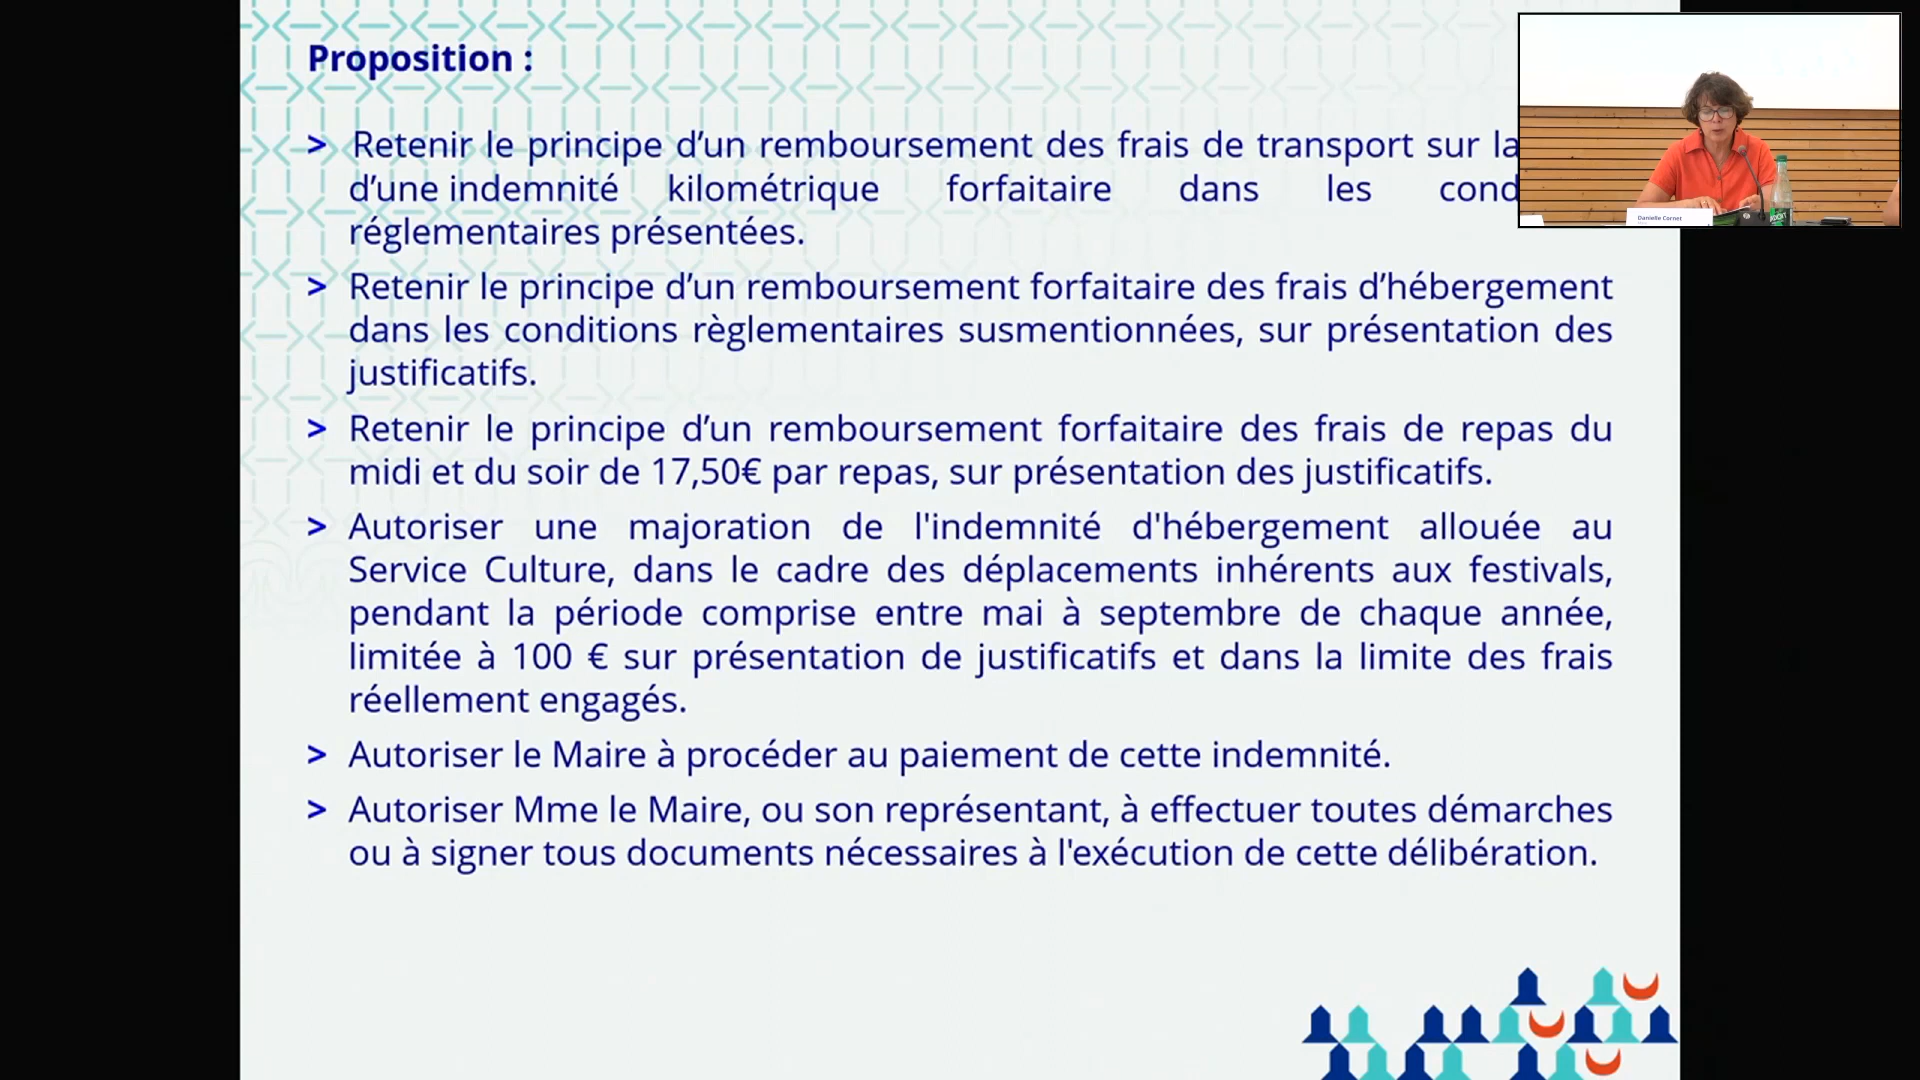 Proposition :
> Retenir le principe d’un remboursement des frais de transport sur la
d’une indemnité kilométrique forfaitaire dans les
réglementaires présentées.
> Retenir le principe d’un remboursement forfaitaire des frais d’hébergement
dans les conditions règlementaires susmentionnées, sur présentation des
justificatifs.
> Retenir le principe d’un remboursement forfaitaire des frais de repas du
midi et du soir de 17,50€ par repas, sur présentation des justificatifs.
> Autoriser une majoration de l'indemnité d'hébergement allouée au
Service Culture, dans le cadre des déplacements inhérents aux festivals,
pendant la période comprise entre mai à septembre de chaque année,
limitée à 100 € sur présentation de justificatifs et dans la limite des frais
réellement engagés.
> Autoriser le Maire à procéder au paiement de cette indemnité.
> Autoriser Mme le Maire, ou son représentant, à effectuer toutes démarches
ou à signer tous documents nécessaires à l'exécution de cette délibération.
Danielle Cornet